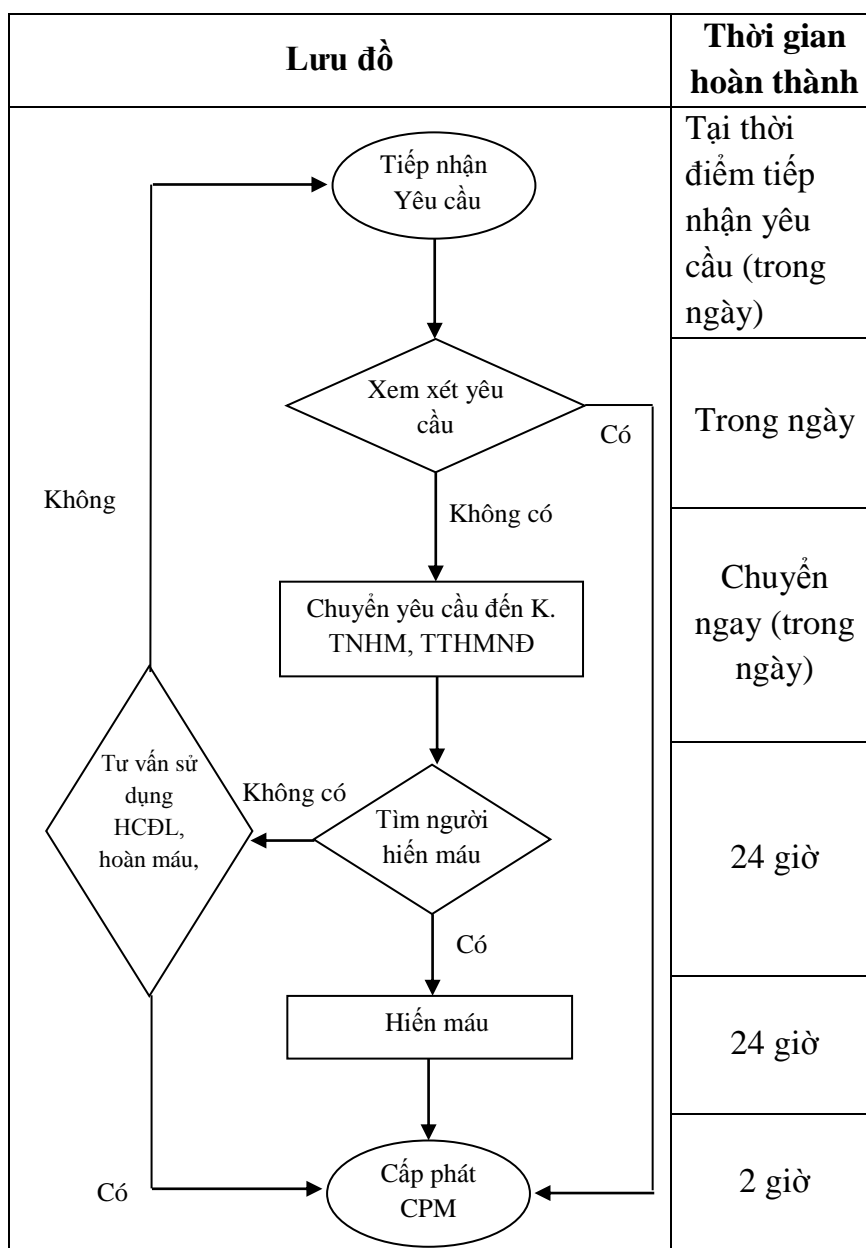 Lưu đồ
Thời gian
hoàn thành
Tiếp nhận
Yêu cầu
Tại thời
điểm tiếp
nhận yêu
cầu (trong
ngày)
Xem xét yêu
cầu
Có
Trong ngày
Không
Không có
Chuyển yêu cầu đến K.
TNHM, TTHMNĐ
Chuyển
ngay (trong
ngày)
Tư vấn sử
dụng
HCĐL,
hoàn máu,
Không có
Tìm người
hiến máu
24 giờ
Có
Hiến máu
24 giờ
Có
Cấp phát
CPM
2 giờ